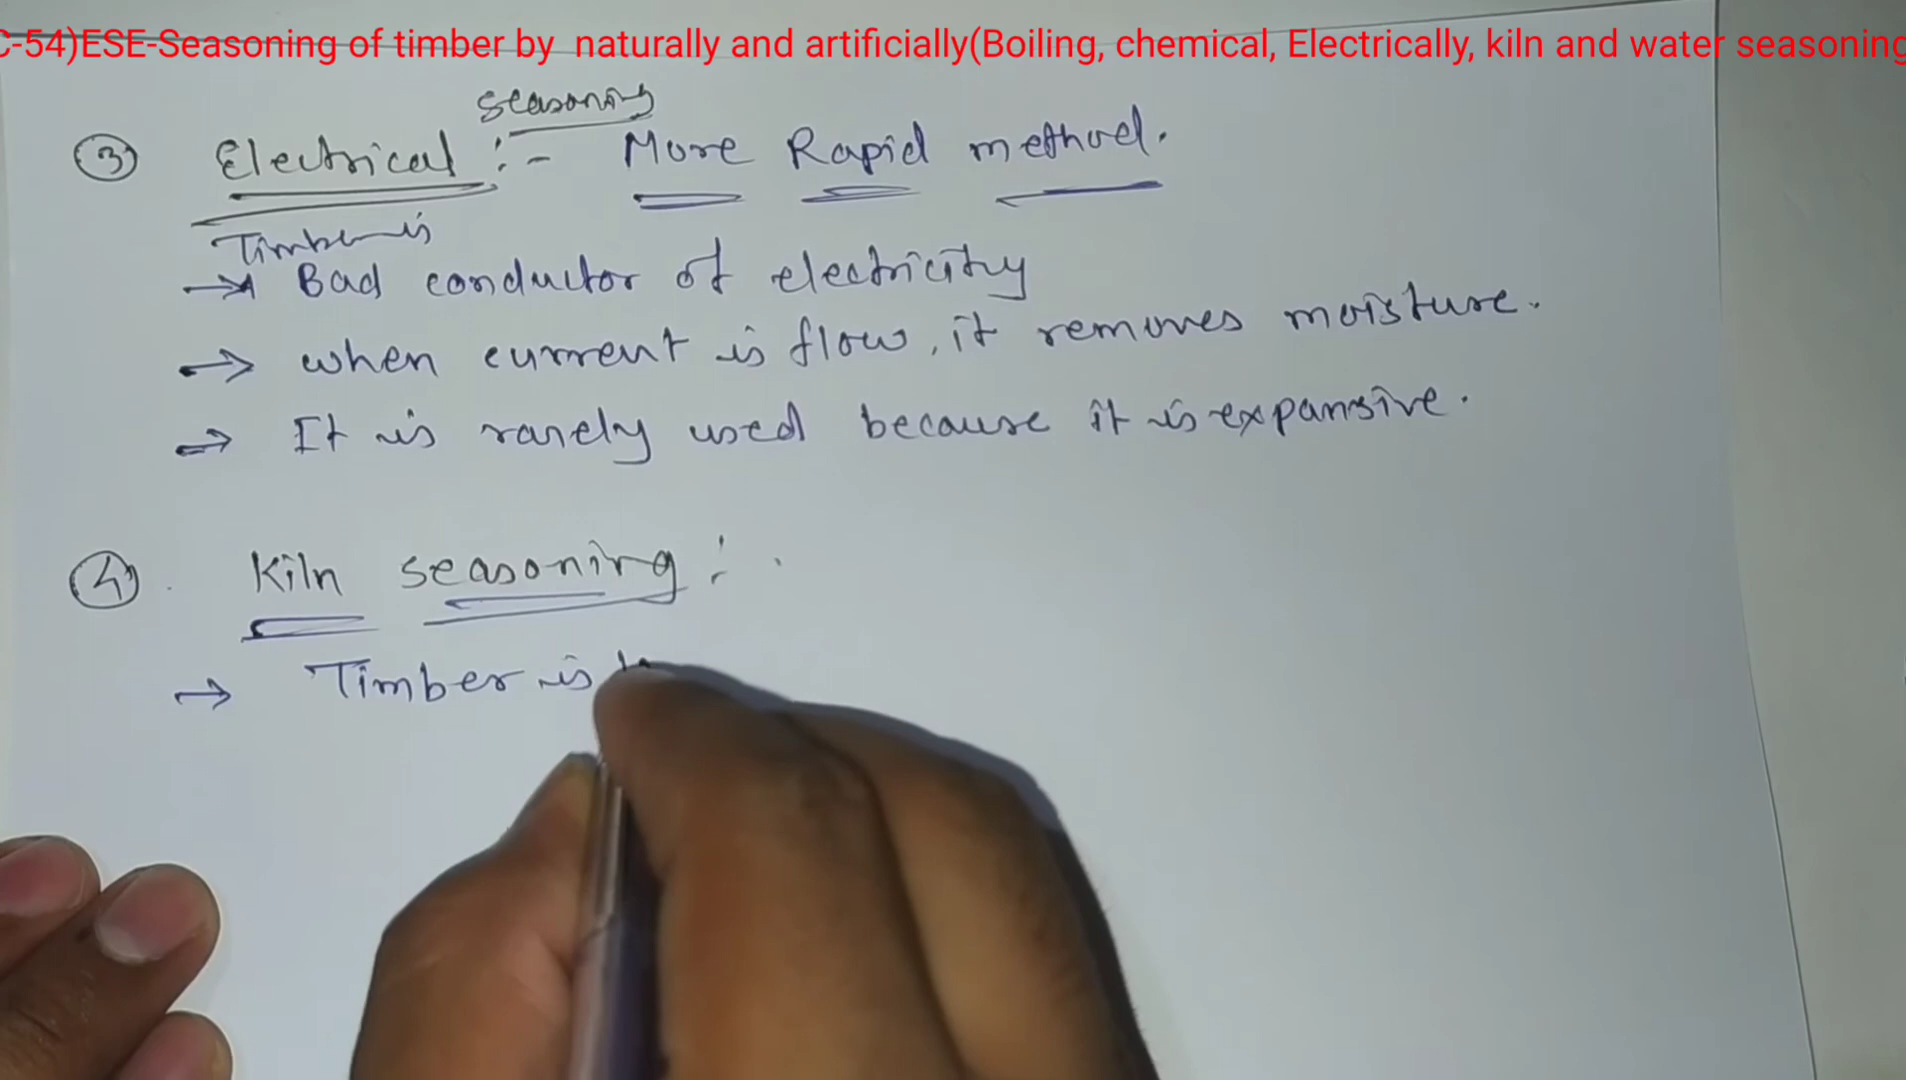 C-54)ESE-Seasoning of timber by naturally and artificially(Boiling, chemical, Electrically, kiln and water seasoning
seasoning
3 Electrical :- More Rapid method.
Timber is
→ Bad conductor of electricity
→ when current is flow, it removes moisture.
→ It is rarely used because it is expansive.
4 Kiln seasoning :-
→ Timber is